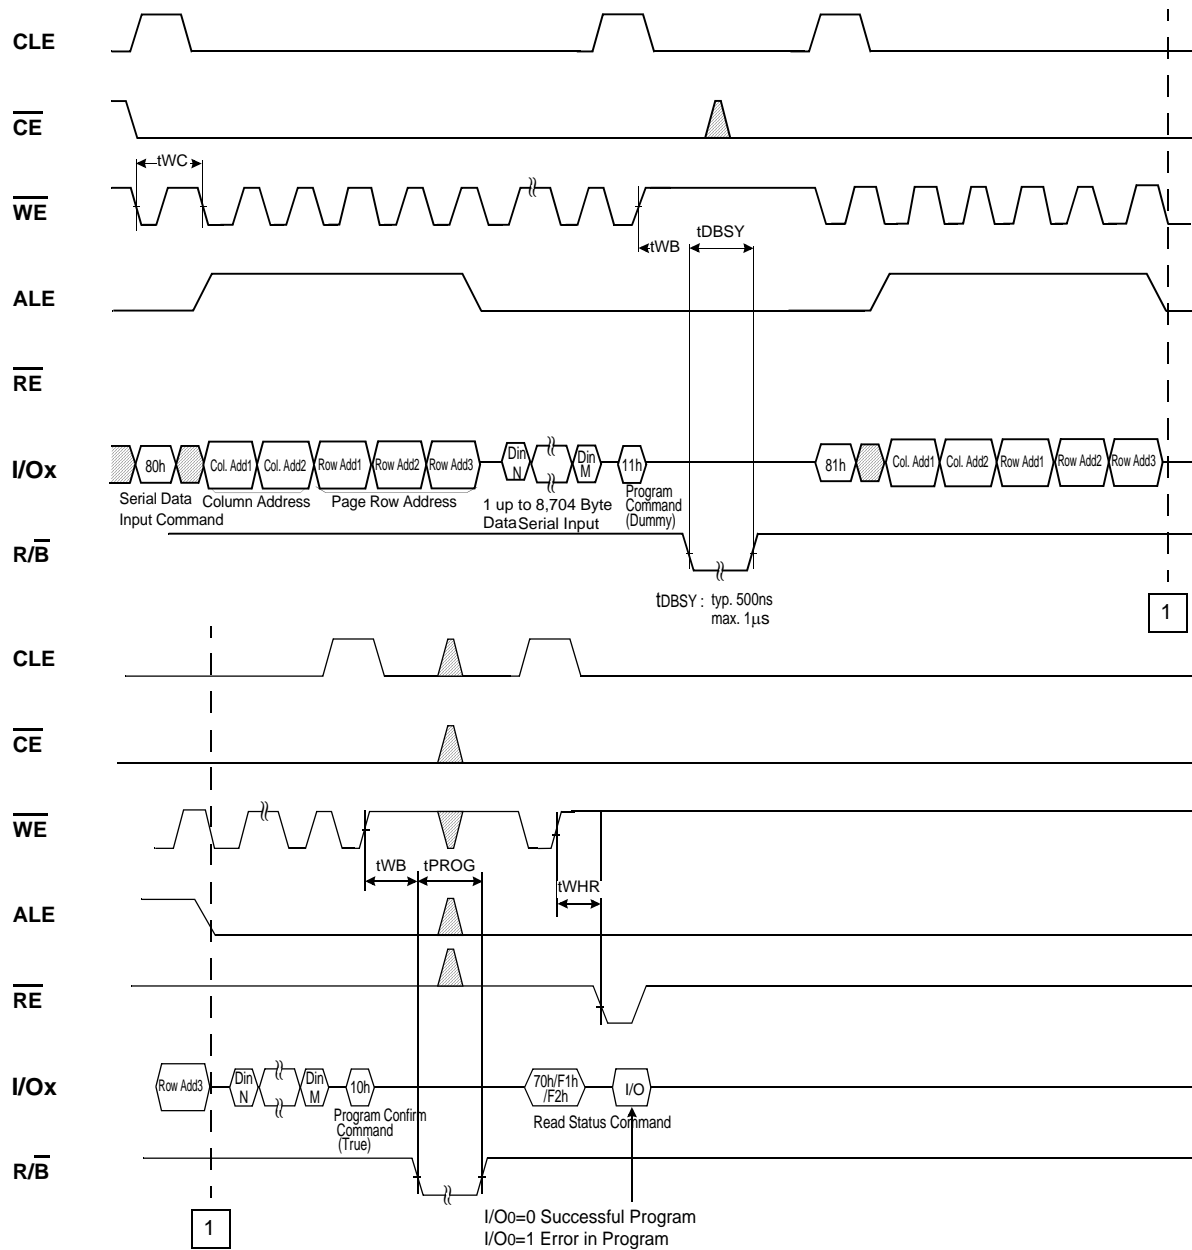 CLE
CE
tWC
WE
tWB
tDBSY
ALE
RE
I/Ox
80h
Col. Add1
Col. Add2
Row Add1
Row Add2
Row Add3
Din
N
Din
M
11h
81h
Col. Add1
Col. Add2
Row Add1
Row Add2
Row Add3
Serial Data
Input Command
Column Address
Page Row Address
1 up to 8,704 Byte
Data Serial Input
Program
Command
(Dummy)
R/B
tDBSY : typ. 500ns
max. 1µs
1
CLE
CE
WE
tWB
tPROG
tWHR
ALE
RE
I/Ox
Row Add3
Din
N
Din
M
10h
70h/F1h
/F2h
I/O
Program Confirm
Command
(True)
Read Status Command
R/B
1
I/O0=0 Successful Program
I/O0=1 Error in Program